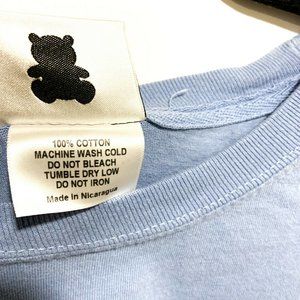 100% COTTON
MACHINE WASH COLD
DO NOT BLEACH
TUMBLE DRY LOW
DO NOT IRON
Made in Nicaragua